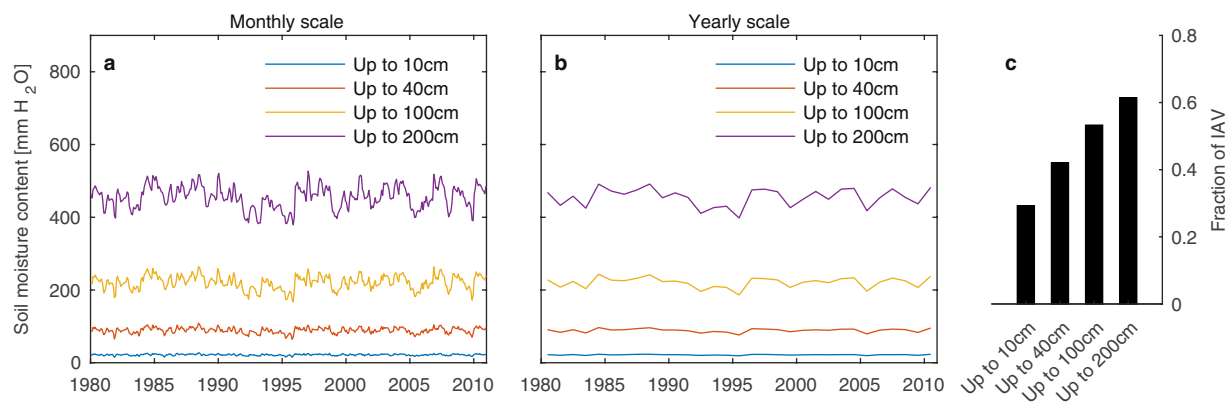 Monthly scale
Soil moisture content [mm H2O]
800
600
400
200
0
a
Up to 10cm
Up to 40cm
Up to 100cm
Up to 200cm
1980 1985 1990 1995 2000 2005 2010
Yearly scale
b
Up to 10cm
Up to 40cm
Up to 100cm
Up to 200cm
1980 1985 1990 1995 2000 2005 2010
c
0.8
0.6
0.4
0.2
0
Fraction of IAV
Up to 10cm
Up to 40cm
Up to 100cm
Up to 200cm